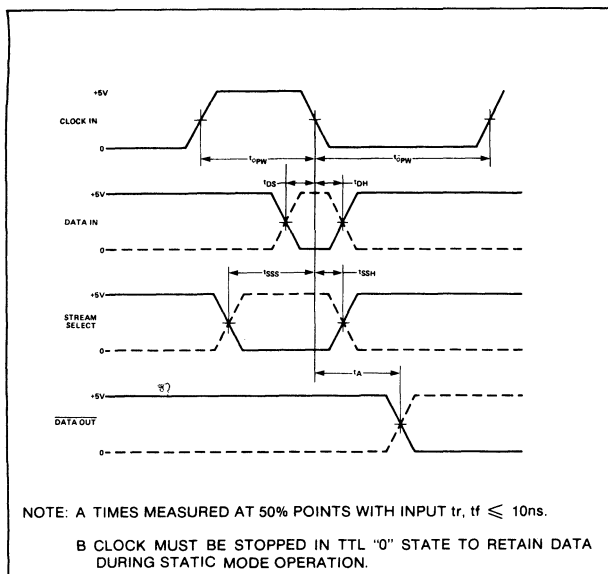 +5V
CLOCK IN
0
tφPW
tφ̅PW
+5V
tDS
tDH
DATA IN
0
tSSS
tSSH
+5V
STREAM SELECT
0
tA
+5V
DATA OUT
0
NOTE: A TIMES MEASURED AT 50% POINTS WITH INPUT tr, tf ⩽ 10ns.
B CLOCK MUST BE STOPPED IN TTL "0" STATE TO RETAIN DATA
DURING STATIC MODE OPERATION.